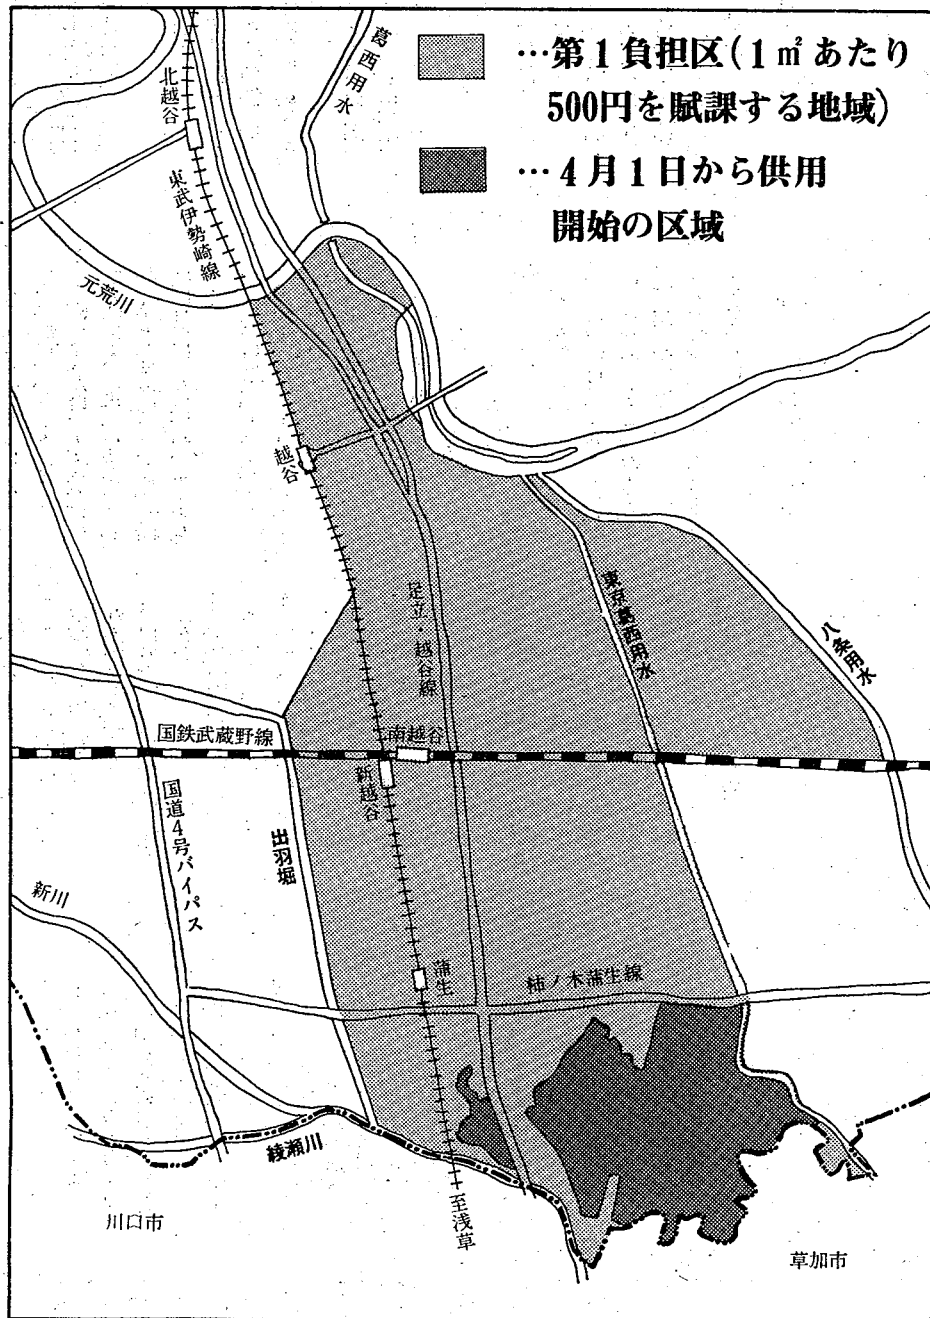 …第1負担区(1㎡あたり
500円を賦課する地域)
…4月1日から供用
開始の区域
葛西用水
北越谷
東武伊勢崎線
元荒川
越谷
足立・越谷線
東京葛西用水
八条用水
国鉄武蔵野線
南越谷
新越谷
国道4号バイパス
出羽堀
新川
蒲生
柿ノ木蒲生線
綾瀬川
至浅草
川口市
草加市